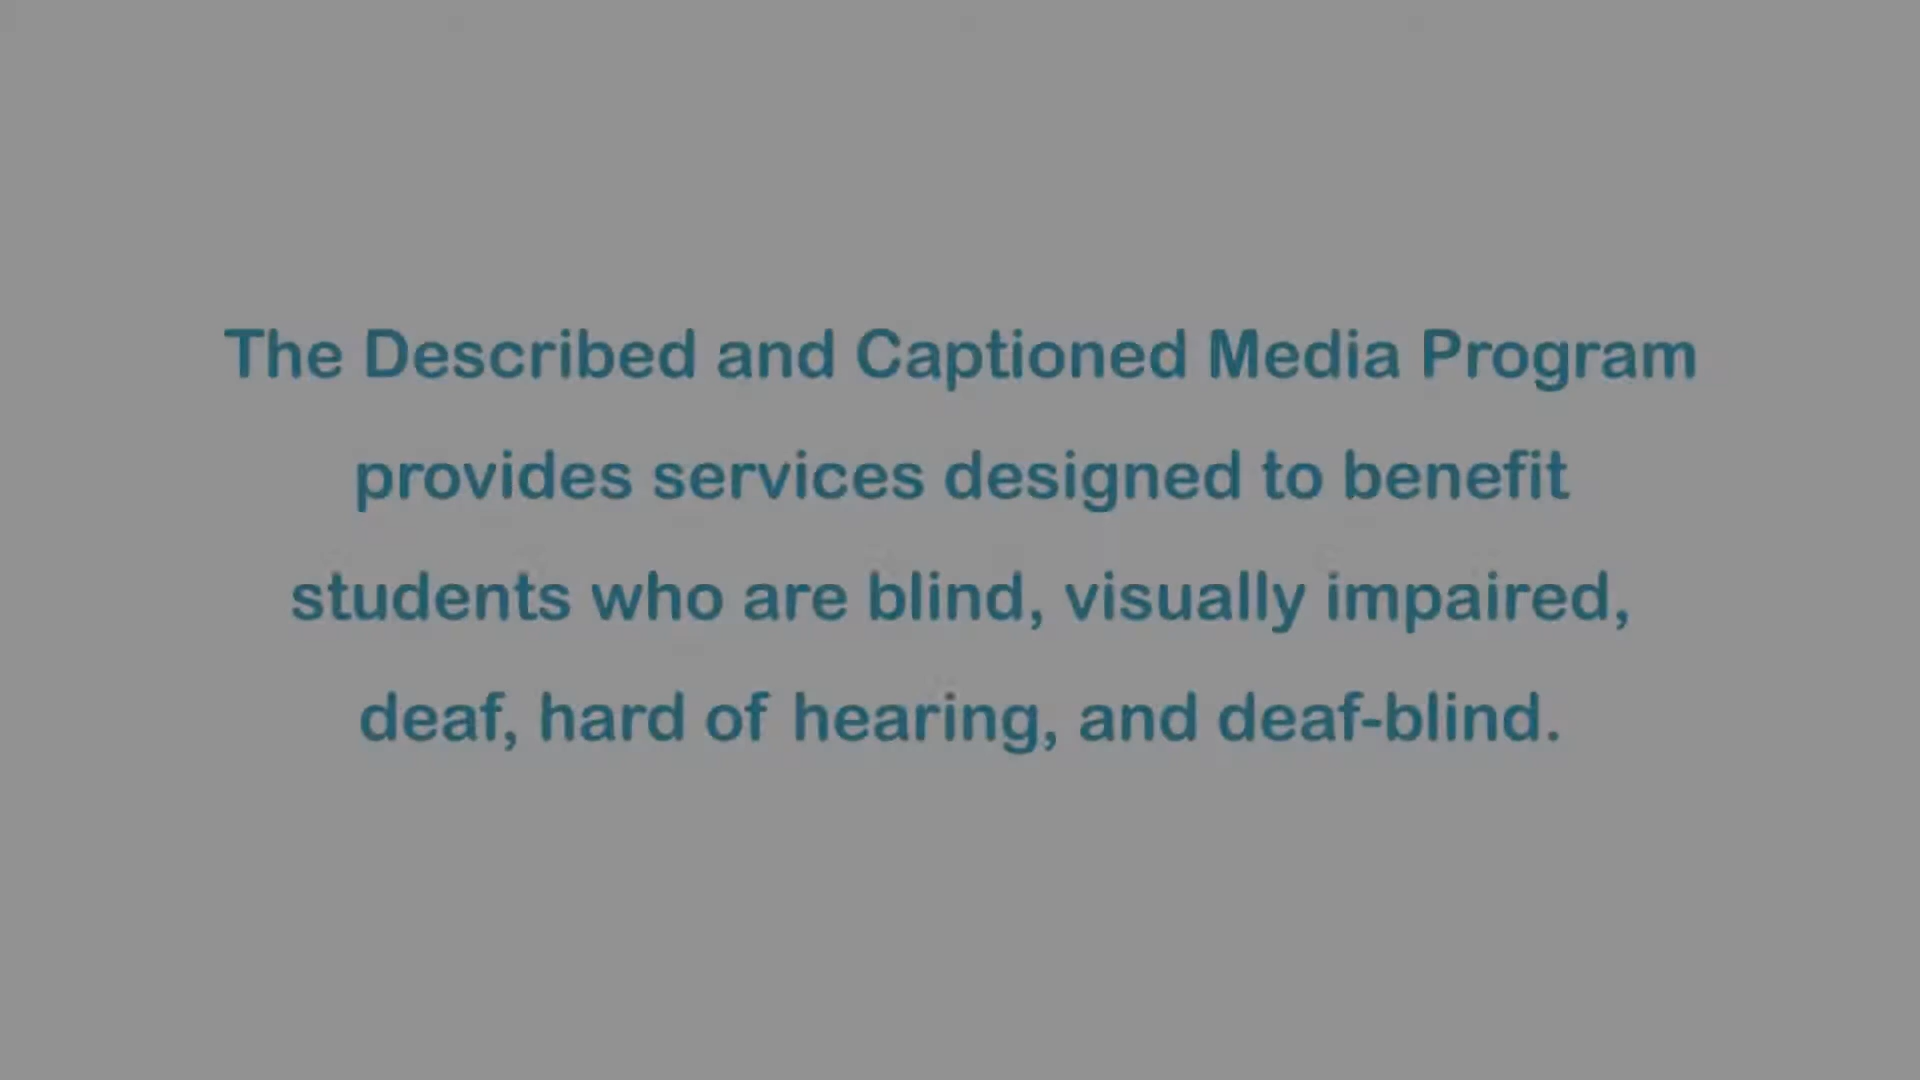 The Described and Captioned Media Program
provides services designed to benefit
students who are blind, visually impaired,
deaf, hard of hearing, and deaf-blind.